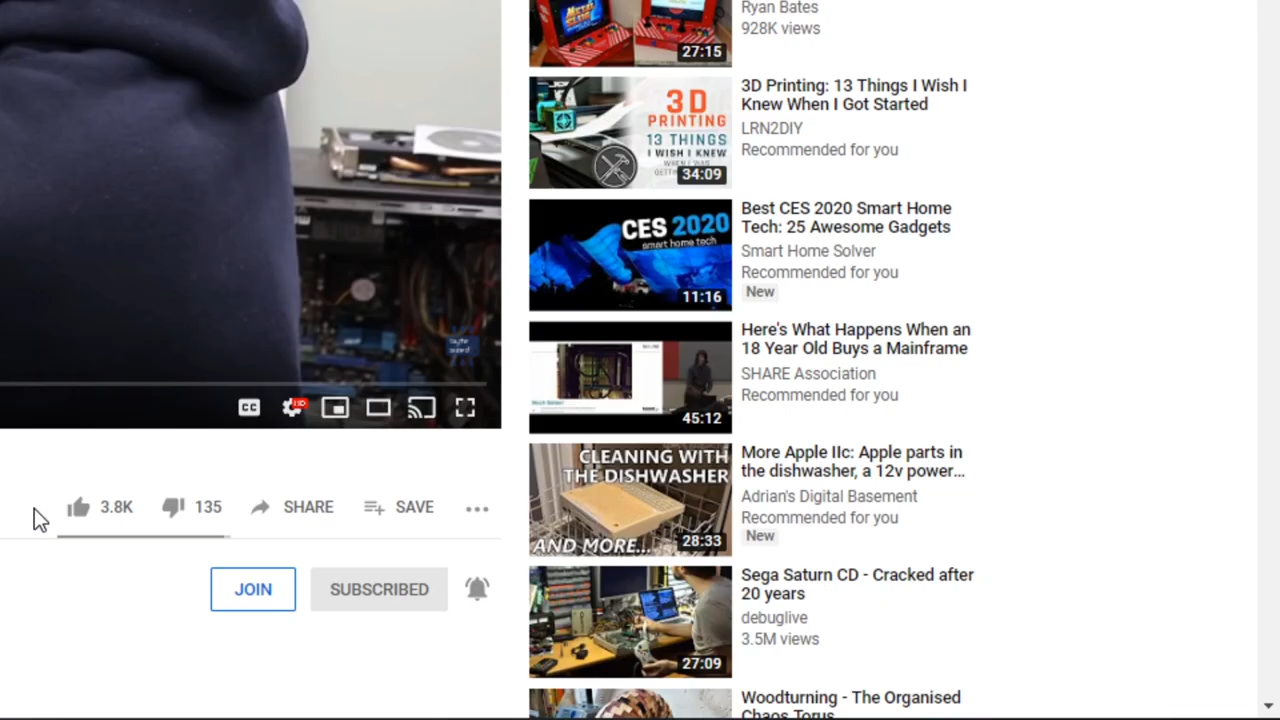 Ryan Bates
928K views
27:15
3D
PRINTING
13 THINGS
I WISH I KNEW
34:09
3D Printing: 13 Things I Wish I
Knew When I Got Started
LRN2DIY
Recommended for you
CES 2020
smart home tech
11:16
Best CES 2020 Smart Home
Tech: 25 Awesome Gadgets
Smart Home Solver
Recommended for you
New
45:12
Here's What Happens When an
18 Year Old Buys a Mainframe
SHARE Association
Recommended for you
CC
HD
CLEANING WITH
THE DISHWASHER
AND MORE...
28:33
More Apple IIc: Apple parts in
the dishwasher, a 12v power...
Adrian's Digital Basement
Recommended for you
New
3.8K
135
SHARE
SAVE
JOIN
SUBSCRIBED
27:09
Sega Saturn CD - Cracked after
20 years
debuglive
3.5M views
Woodturning - The Organised
Chaos Torus